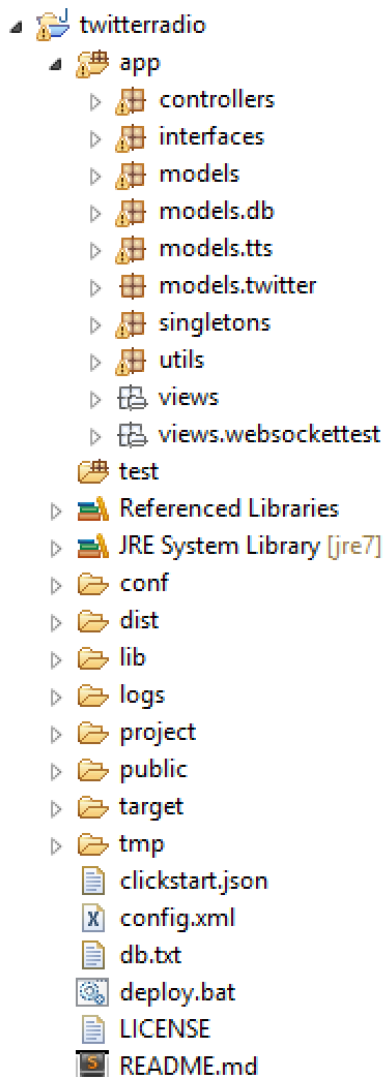 twitterradio
app
controllers
interfaces
models
models.db
models.tts
models.twitter
singletons
utils
views
views.websockettest
test
Referenced Libraries
JRE System Library [jre7]
conf
dist
lib
logs
project
public
target
tmp
clickstart.json
config.xml
db.txt
deploy.bat
LICENSE
README.md